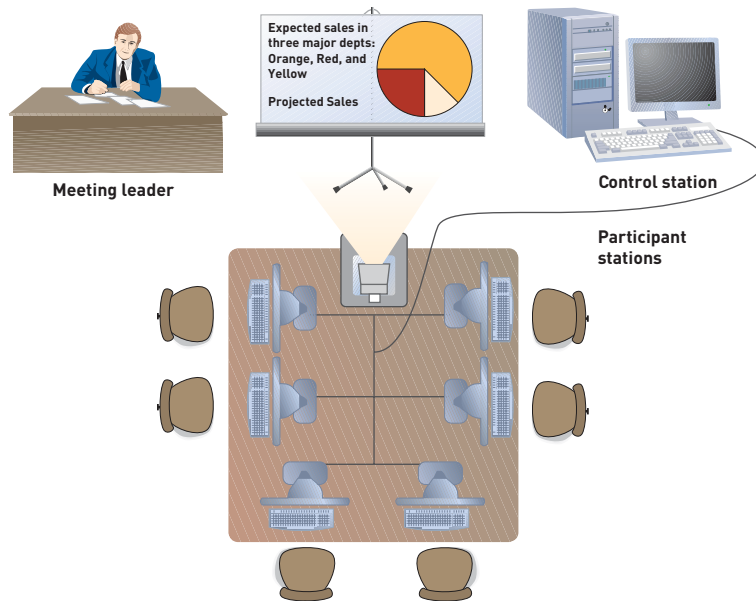 Expected sales in
three major depts:
Orange, Red, and
Yellow
Projected Sales
Meeting leader
Control station
Participant
stations